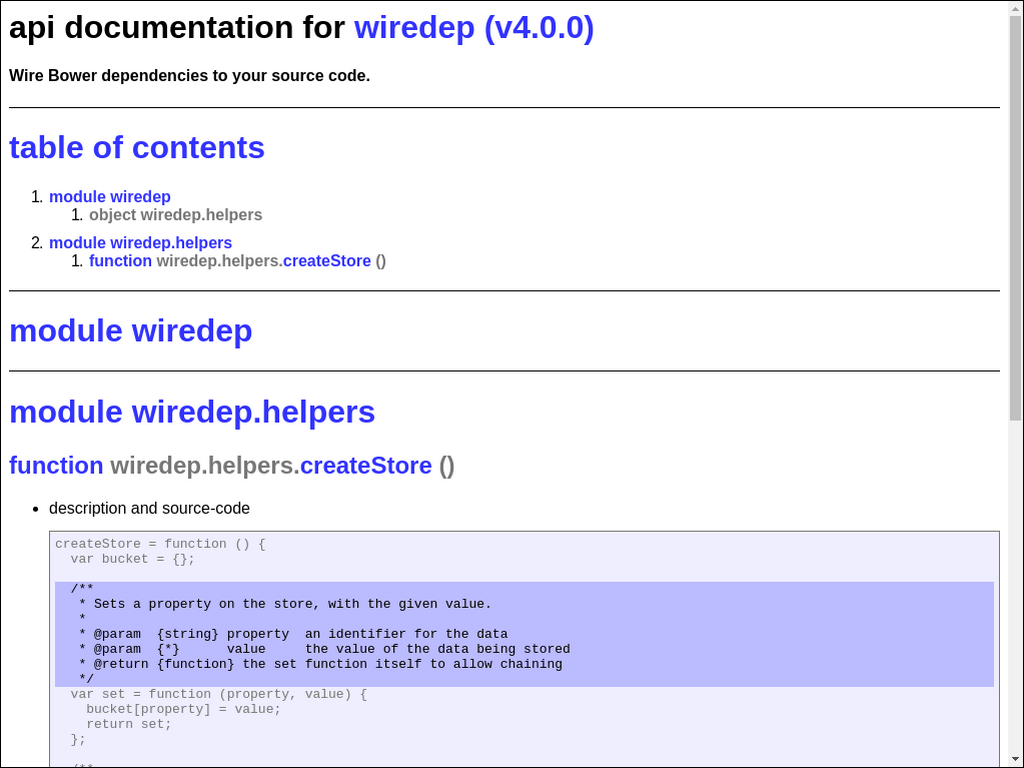 api documentation for wiredep (v4.0.0)
Wire Bower dependencies to your source code.
table of contents
1. module wiredep
1. object wiredep.helpers
2. module wiredep.helpers
1. function wiredep.helpers.createStore ()
module wiredep
module wiredep.helpers
function wiredep.helpers.createStore ()
• description and source-code
createStore = function () {
  var bucket = {};
  /**
   * Sets a property on the store, with the given value.
   *
   * @param  {string} property  an identifier for the data
   * @param  {*}      value     the value of the data being stored
   * @return {function} the set function itself to allow chaining
   */
  var set = function (property, value) {
    bucket[property] = value;
    return set;
  };
  /**